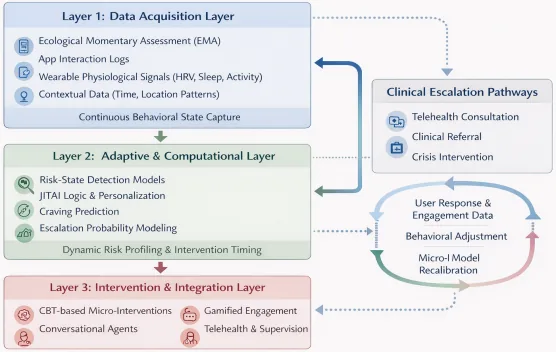 Layer 1: Data Acquisition Layer
Ecological Momentary Assessment (EMA)
App Interaction Logs
Wearable Physiological Signals (HRV, Sleep, Activity)
Contextual Data (Time, Location Patterns)
Continuous Behavioral State Capture
Clinical Escalation Pathways
Telehealth Consultation
Clinical Referral
Crisis Intervention
Layer 2: Adaptive & Computational Layer
Risk-State Detection Models
JITAI Logic & Personalization
Craving Prediction
Escalation Probability Modeling
Dynamic Risk Profiling & Intervention Timing
User Response &
Engagement Data
Behavioral Adjustment
Micro-I Model
Recalibration
Layer 3: Intervention & Integration Layer
CBT-based Micro-Interventions
Gamified Engagement
Conversational Agents
Telehealth & Supervision